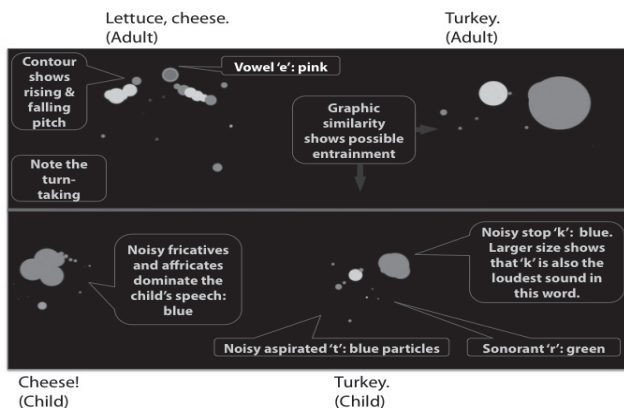 Lettuce, cheese.
(Adult)
Turkey.
(Adult)
Contour
shows
rising &
falling
pitch
Vowel 'e': pink
Graphic
similarity
shows possible
entrainment
Note the
turn-
taking
Noisy fricatives
and affricates
dominate the
child's speech:
blue
Noisy stop 'k': blue.
Larger size shows
that 'k' is also the
loudest sound in
this word.
Noisy aspirated 't': blue particles
Sonorant 'r': green
Cheese!
(Child)
Turkey.
(Child)